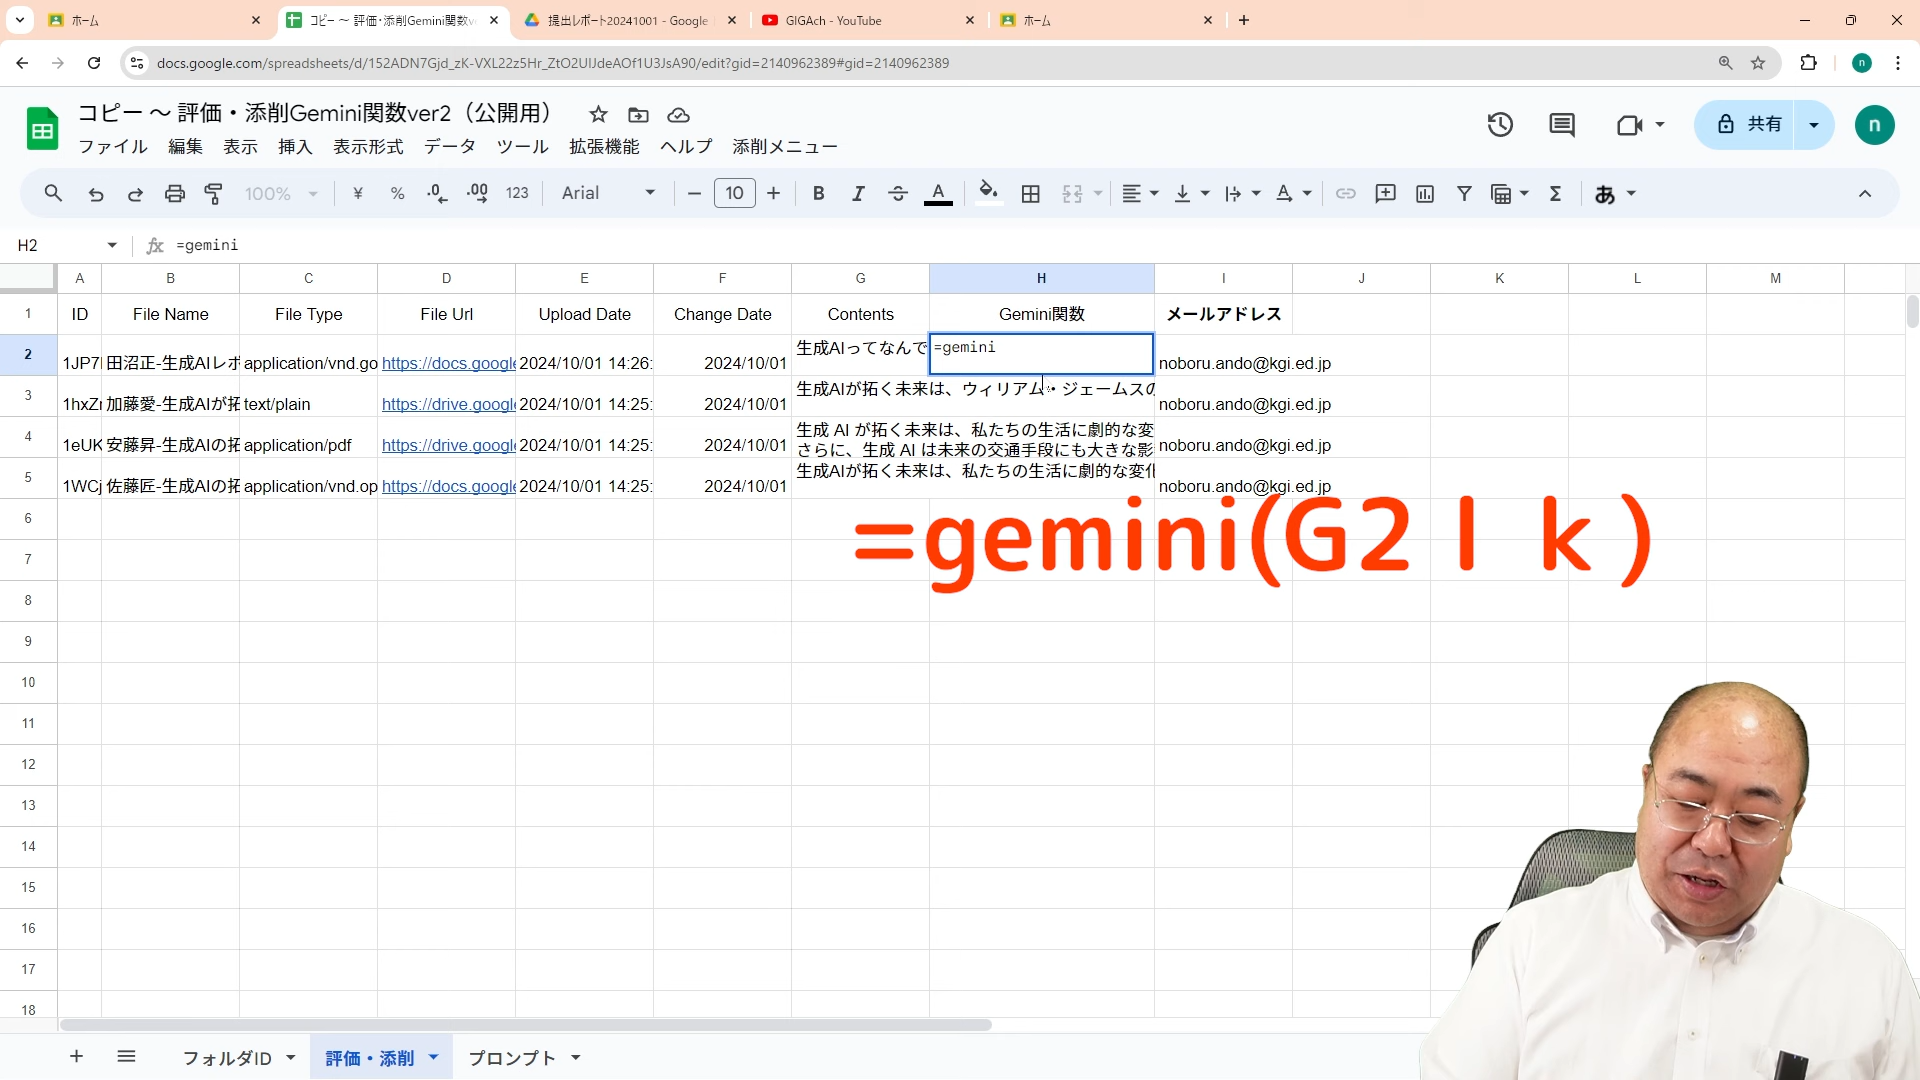 ホーム
コピー ～ 評価・添削Gemini関数v
提出レポート20241001 - Google
GIGAch - YouTube
ホーム
docs.google.com/spreadsheets/d/152ADN7Gjd_zK-VXL22z5Hr_ZtO2UIJdeAOf1U3JsA90/edit?gid=2140962389#gid=2140962389
n
コピー ～ 評価・添削Gemini関数ver2（公開用）
共有
n
ファイル 編集 表示 挿入 表示形式 データ ツール 拡張機能 ヘルプ 添削メニュー
100% ¥ % .0 .00 123 Arial 10 B I A Σ あ
H2 fx =gemini
A B C D E F G H I J K L M
1 ID File Name File Type File Url Upload Date Change Date Contents Gemini関数 メールアドレス
2 1JP7 田沼正-生成AIレポ application/vnd.go https://docs.google 2024/10/01 14:26: 2024/10/01 生成AIってなんで =gemini noboru.ando@kgi.ed.jp
3 1hxZr 加藤愛-生成AIが拓 text/plain https://drive.google 2024/10/01 14:25: 2024/10/01 生成AIが拓く未来は、ウィリアム・ジェームスの noboru.ando@kgi.ed.jp
4 1eUK 安藤昇-生成AIの拓 application/pdf https://drive.google 2024/10/01 14:25: 2024/10/01 生成 AI が拓く未来は、私たちの生活に劇的な変 noboru.ando@kgi.ed.jp
さらに、生成 AI は未来の交通手段にも大きな影
5 1WCj 佐藤匠-生成AIの拓 application/vnd.op https://docs.google 2024/10/01 14:25: 2024/10/01 生成AIが拓く未来は、私たちの生活に劇的な変化 noboru.ando@kgi.ed.jp
=gemini(G2 l k )
6
7
8
9
10
11
12
13
14
15
16
17
18
フォルダID 評価・添削 プロンプト